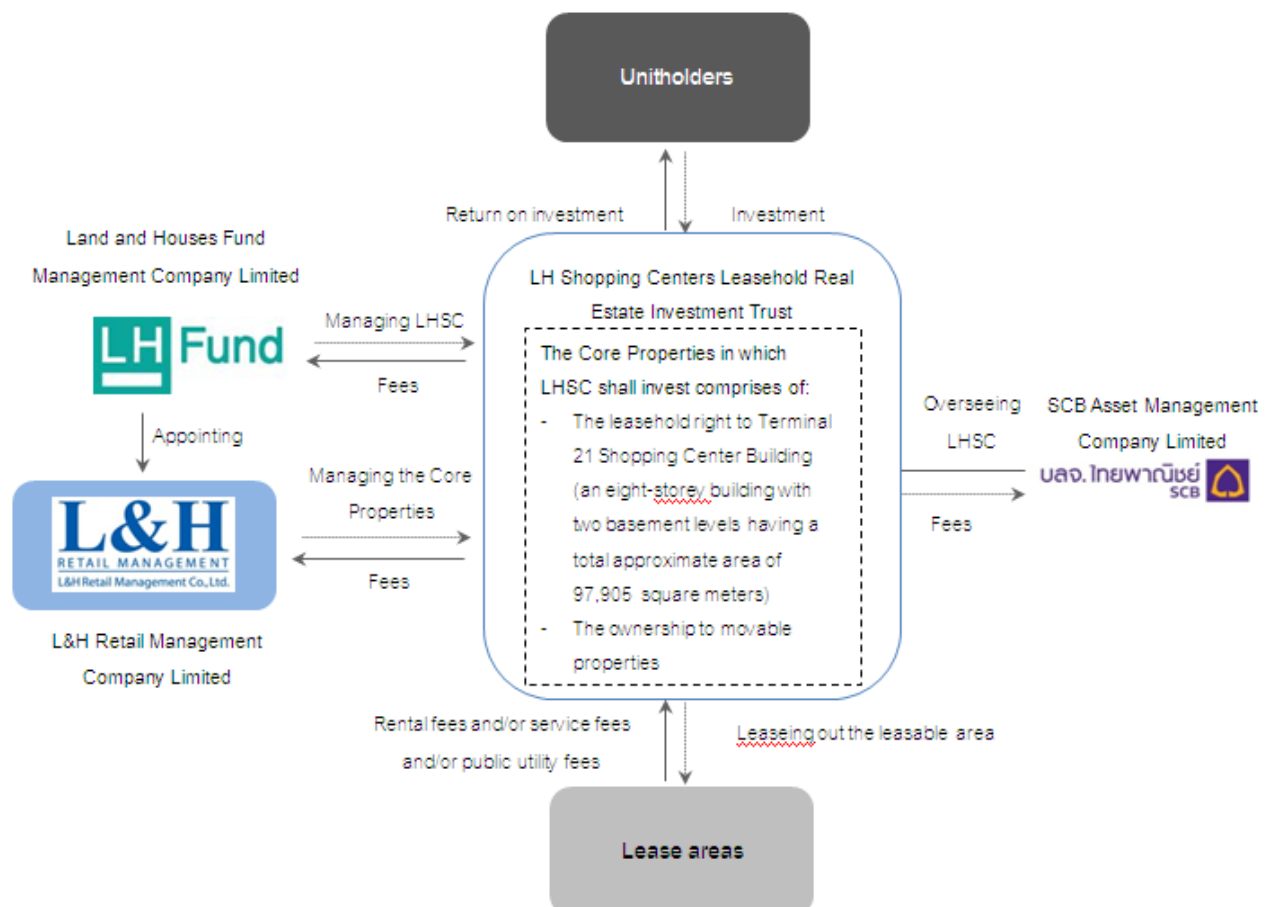 Unitholders
Return on investment
Investment
Land and Houses Fund
Management Company Limited
LH Fund
Managing LHSC
Fees
Appointing
L&H
RETAIL MANAGEMENT
L&H Retail Management Co.,Ltd.
Managing the Core
Properties
Fees
L&H Retail Management
Company Limited
LH Shopping Centers Leasehold Real
Estate Investment Trust
The Core Properties in which
LHSC shall invest comprises of:
- The leasehold right to Terminal
21 Shopping Center Building
(an eight-storey building with
two basement levels having a
total approximate area of
97,905 square meters)
- The ownership to movable
properties
Overseeing
LHSC
Fees
SCB Asset Management
Company Limited
บลจ.ไทยพาณิชย์
SCB
Rental fees and/or service fees
and/or public utility fees
Leaseing out the leasable area
Lease areas